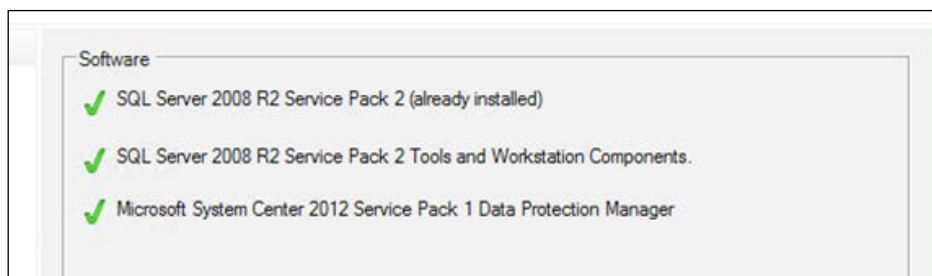 Software
SQL Server 2008 R2 Service Pack 2 (already installed)
SQL Server 2008 R2 Service Pack 2 Tools and Workstation Components.
Microsoft System Center 2012 Service Pack 1 Data Protection Manager